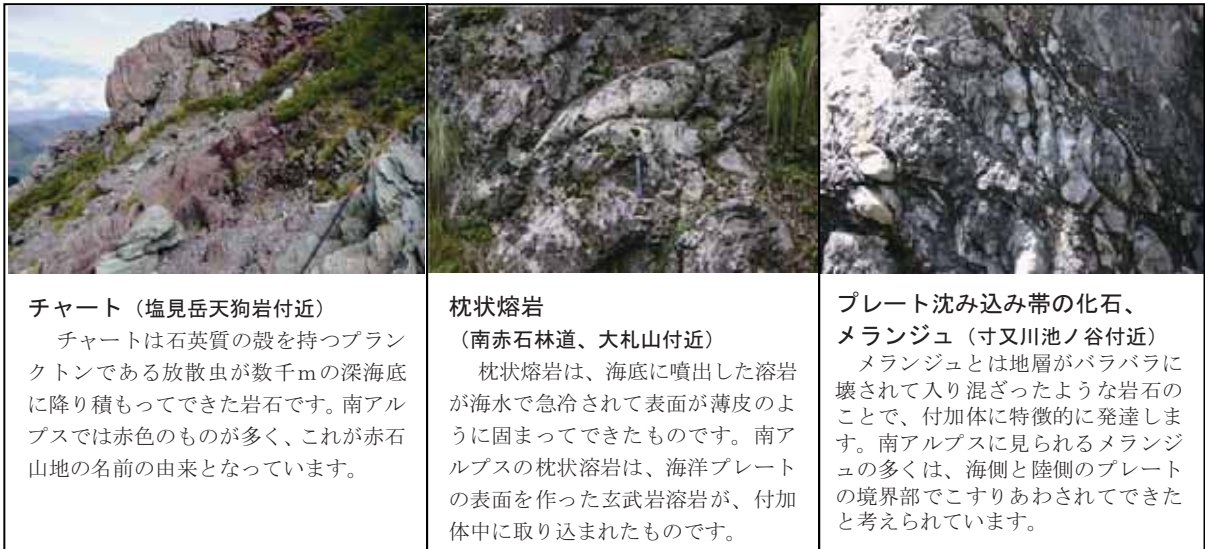 チャート（塩見岳天狗岩付近）
チャートは石英質の殻を持つプラン
クトンである放散虫が数千ｍの深海底
に降り積もってできた岩石です。南アル
プスでは赤色のものが多く、これが赤石
山地の名前の由来となっています。
枕状熔岩
（南赤石林道、大札山付近）
枕状熔岩は、海底に噴出した溶岩
が海水で急冷されて表面が薄皮のよ
うに固まってできたものです。南ア
ルプスの枕状溶岩は、海洋プレート
の表面を作った玄武岩溶岩が、付加
体中に取り込まれたものです。
プレート沈み込み帯の化石、
メランジュ（寸又川池ノ谷付近）
メランジュとは地層がバラバラに
壊されて入り混ざったような岩石の
ことで、付加体に特徴的に発達しま
す。南アルプスに見られるメランジ
ュの多くは、海側と陸側のプレート
の境界部でこすりあわされてできた
と考えられています。